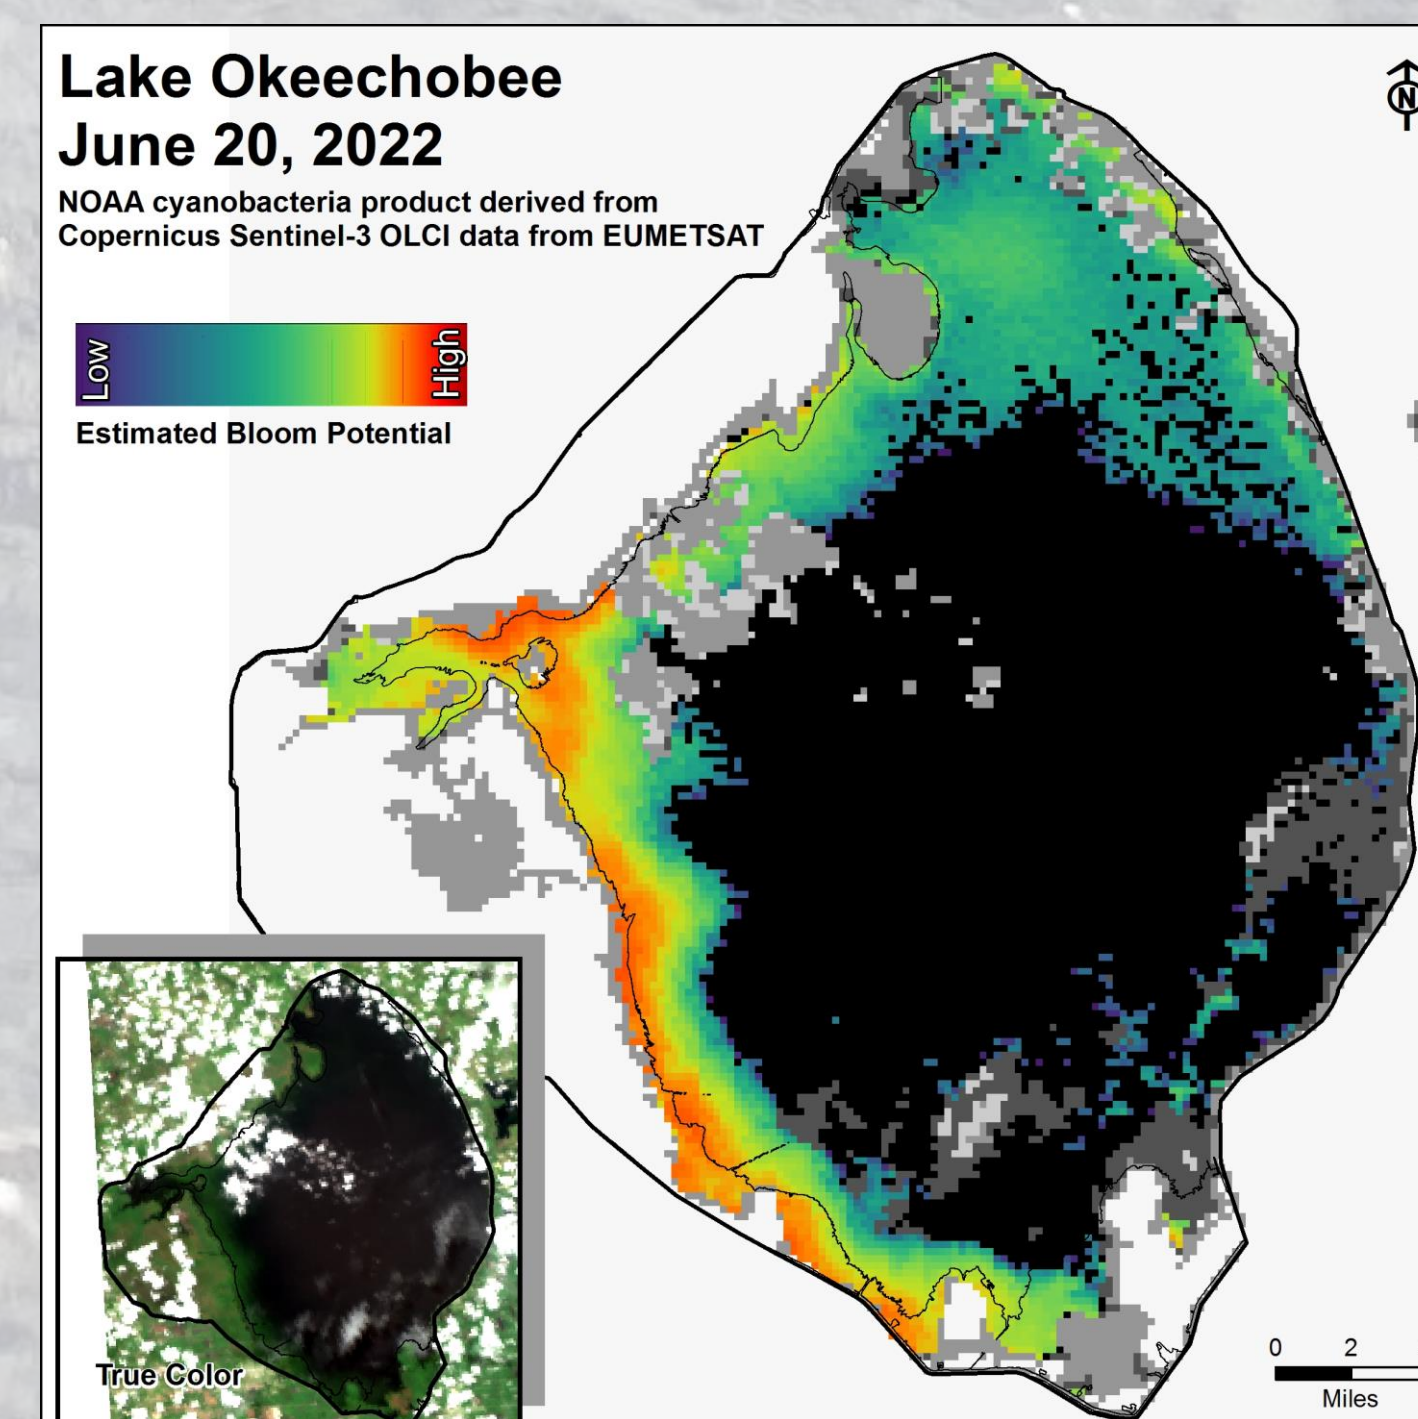 Lake Okeechobee
June 20, 2022
NOAA cyanobacteria product derived from
Copernicus Sentinel-3 OLCI data from EUMETSAT
Low
High
Estimated Bloom Potential
N
True Color
0 2
Miles